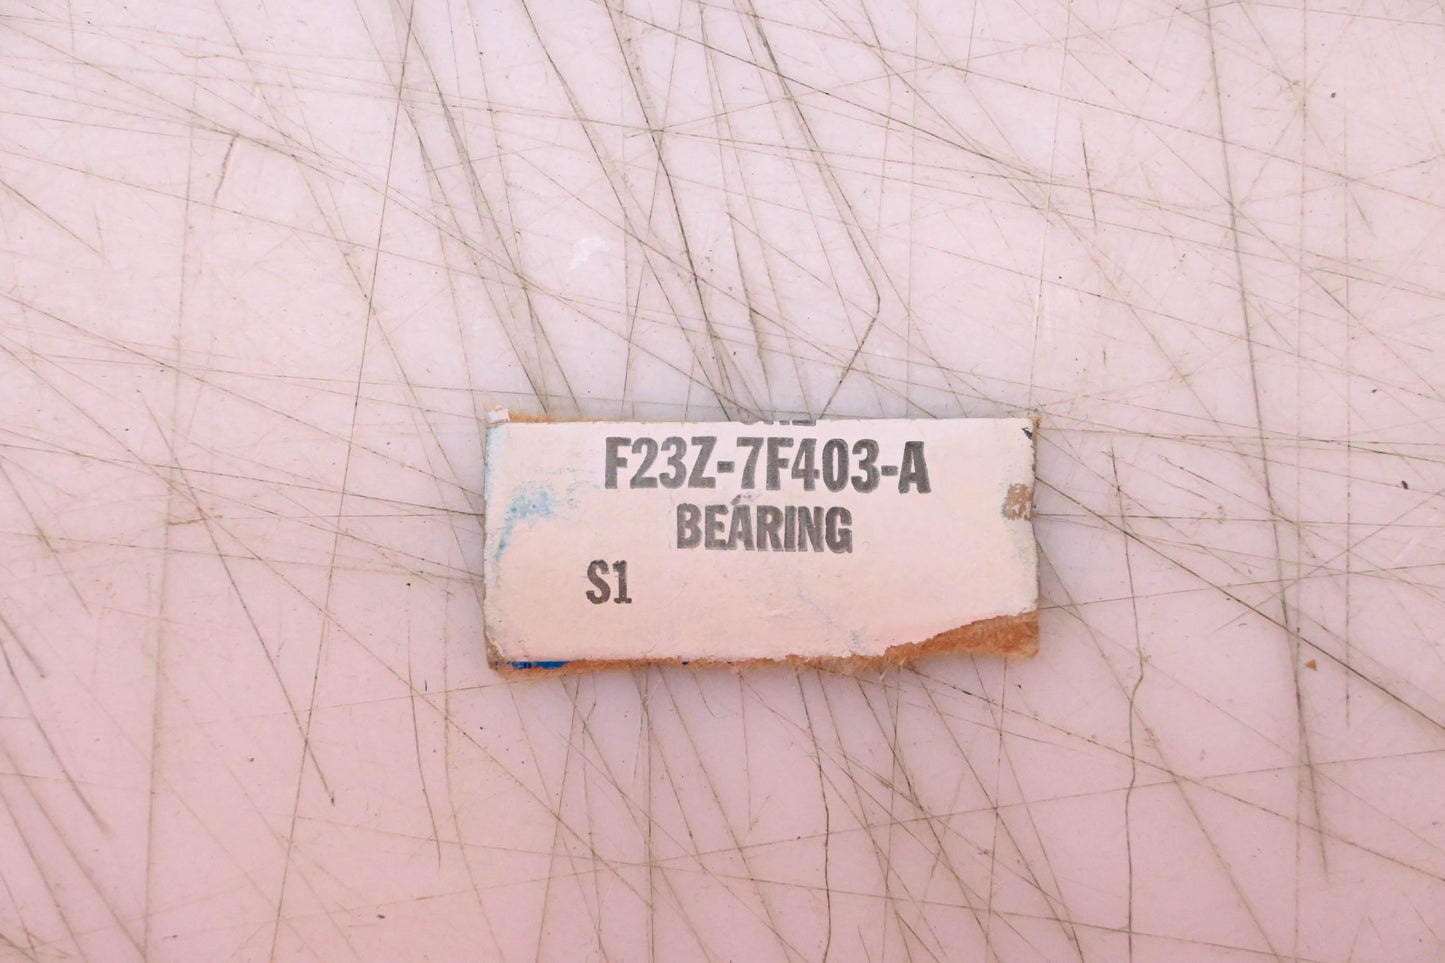 F23Z-7F403-A
BEARING
S1